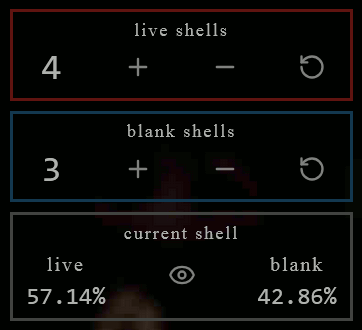 live shells
4 + −
blank shells
3 + −
current shell
live blank
57.14% 42.86%